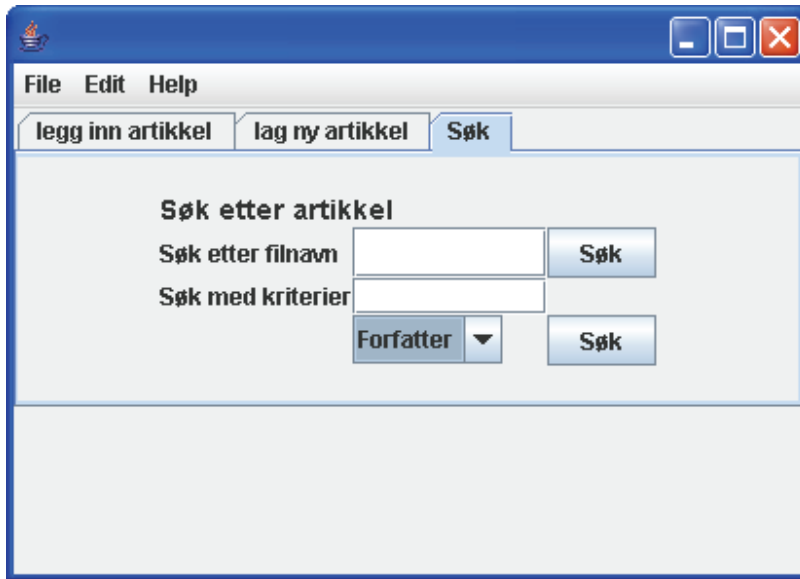 File Edit Help
legg inn artikkel lag ny artikkel Søk
Søk etter artikkel
Søk etter filnavn Søk
Søk med kriterier
Forfatter Søk